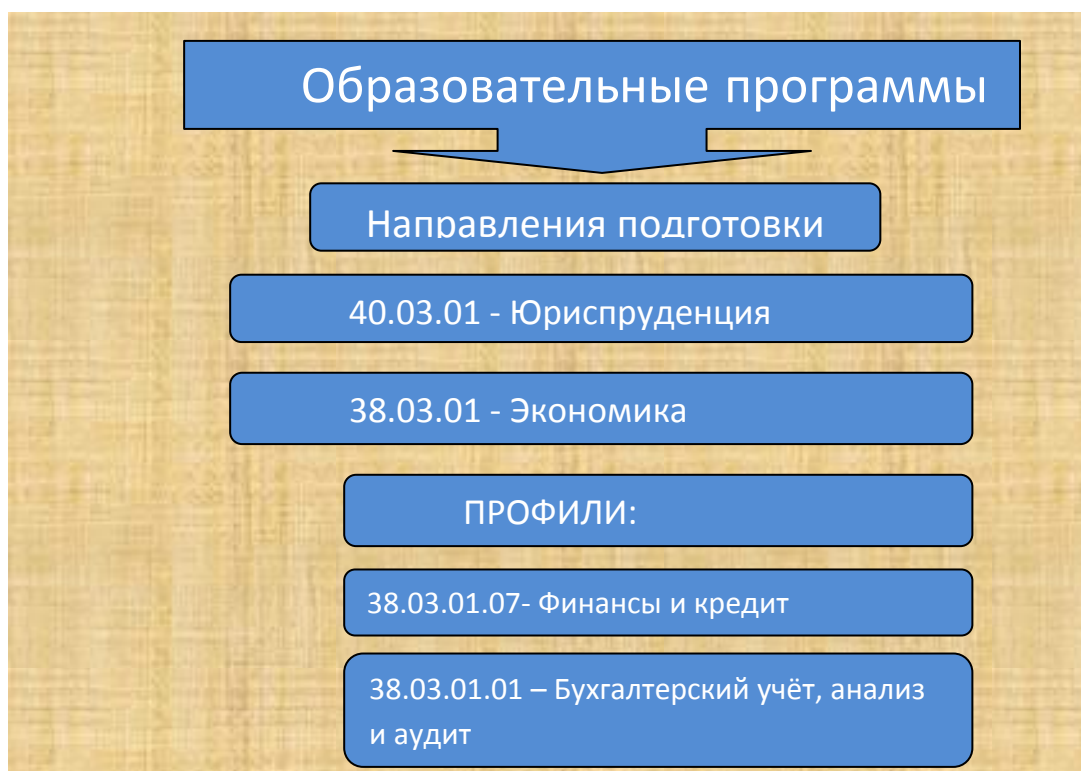 Образовательные программы
Направления подготовки
40.03.01 - Юриспруденция
38.03.01 - Экономика
ПРОФИЛИ:
38.03.01.07- Финансы и кредит
38.03.01.01 – Бухгалтерский учёт, анализ
и аудит